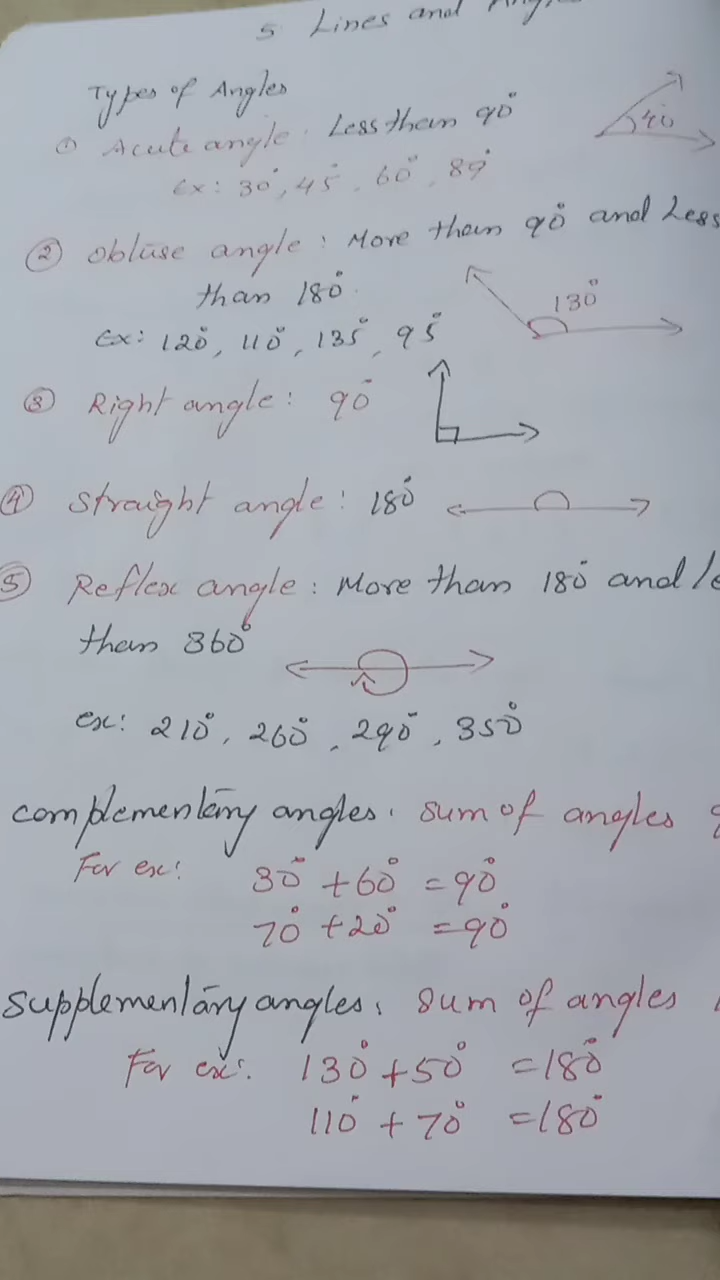 5 Lines and Angles
Types of Angles
① Acute angle : Less than 90°
40°
Ex : 30°, 45°, 60°, 89°
② Obtuse angle : More than 90° and Less
than 180°
130°
Ex : 120°, 110°, 135°, 95°
③ Right angle : 90°
④ Straight angle : 180°
⑤ Reflex angle : More than 180° and
than 360°
ex : 210°, 260°, 290°, 350°
Complementary angles : sum of angles
For ex : 30° + 60° = 90°
70° + 20° = 90°
Supplementary angles : sum of angles
For ex : 130° + 50° = 180°
110° + 70° = 180°